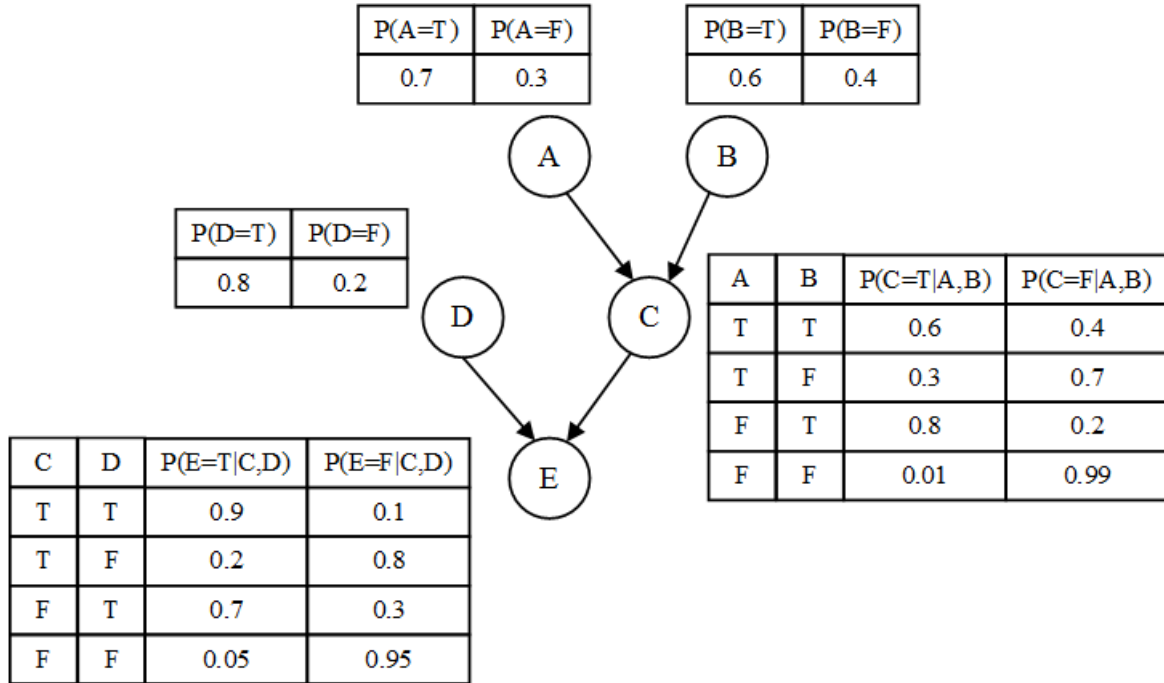 P(A=T) P(A=F)
0.7 0.3
P(B=T) P(B=F)
0.6 0.4
A
B
P(D=T) P(D=F)
0.8 0.2
D
C
A B P(C=T|A,B) P(C=F|A,B)
T T 0.6 0.4
T F 0.3 0.7
F T 0.8 0.2
F F 0.01 0.99
E
C D P(E=T|C,D) P(E=F|C,D)
T T 0.9 0.1
T F 0.2 0.8
F T 0.7 0.3
F F 0.05 0.95